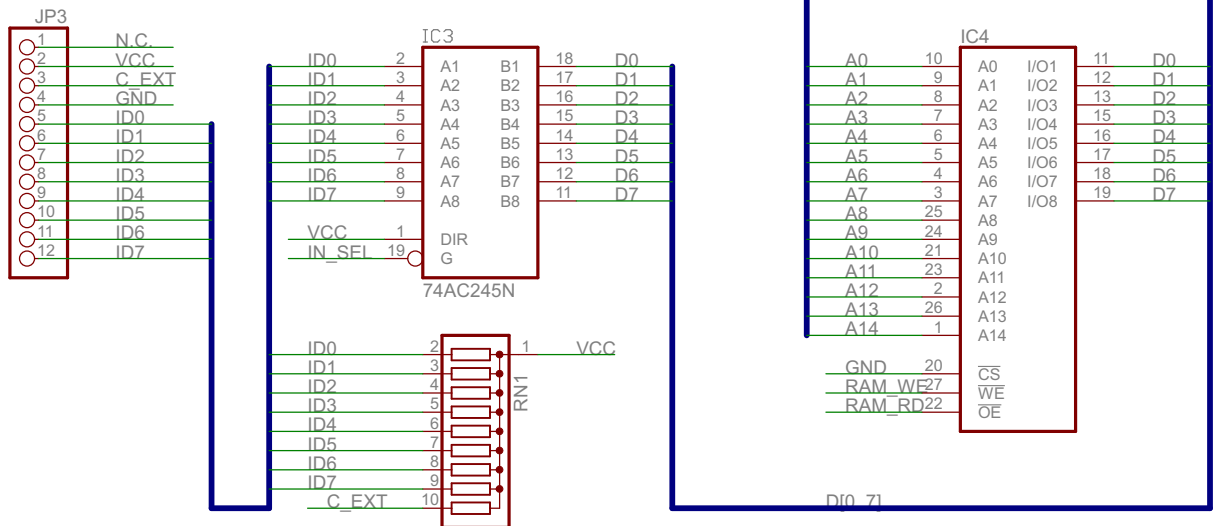 JP3
1 N.C.
2 VCC
3 C_EXT
4 GND
5 ID0
6 ID1
7 ID2
8 ID3
9 ID4
10 ID5
11 ID6
12 ID7
IC3
ID0 2 A1 B1 18 D0
ID1 3 A2 B2 17 D1
ID2 4 A3 B3 16 D2
ID3 5 A4 B4 15 D3
ID4 6 A5 B5 14 D4
ID5 7 A6 B6 13 D5
ID6 8 A7 B7 12 D6
ID7 9 A8 B8 11 D7
VCC 1 DIR
IN_SEL 19 G
74AC245N
ID0 2 1 VCC
ID1 3
ID2 4
ID3 5
ID4 6
ID5 7
ID6 8
ID7 9
C_EXT 10
RN1
IC4
A0 10 A0 I/O1 11 D0
A1 9 A1 I/O2 12 D1
A2 8 A2 I/O3 13 D2
A3 7 A3 I/O4 15 D3
A4 6 A4 I/O5 16 D4
A5 5 A5 I/O6 17 D5
A6 4 A6 I/O7 18 D6
A7 3 A7 I/O8 19 D7
A8 25 A8
A9 24 A9
A10 21 A10
A11 23 A11
A12 2 A12
A13 26 A13
A14 1 A14
GND 20 CS
RAM_WE 27 WE
RAM_RD 22 OE
D[0..7]